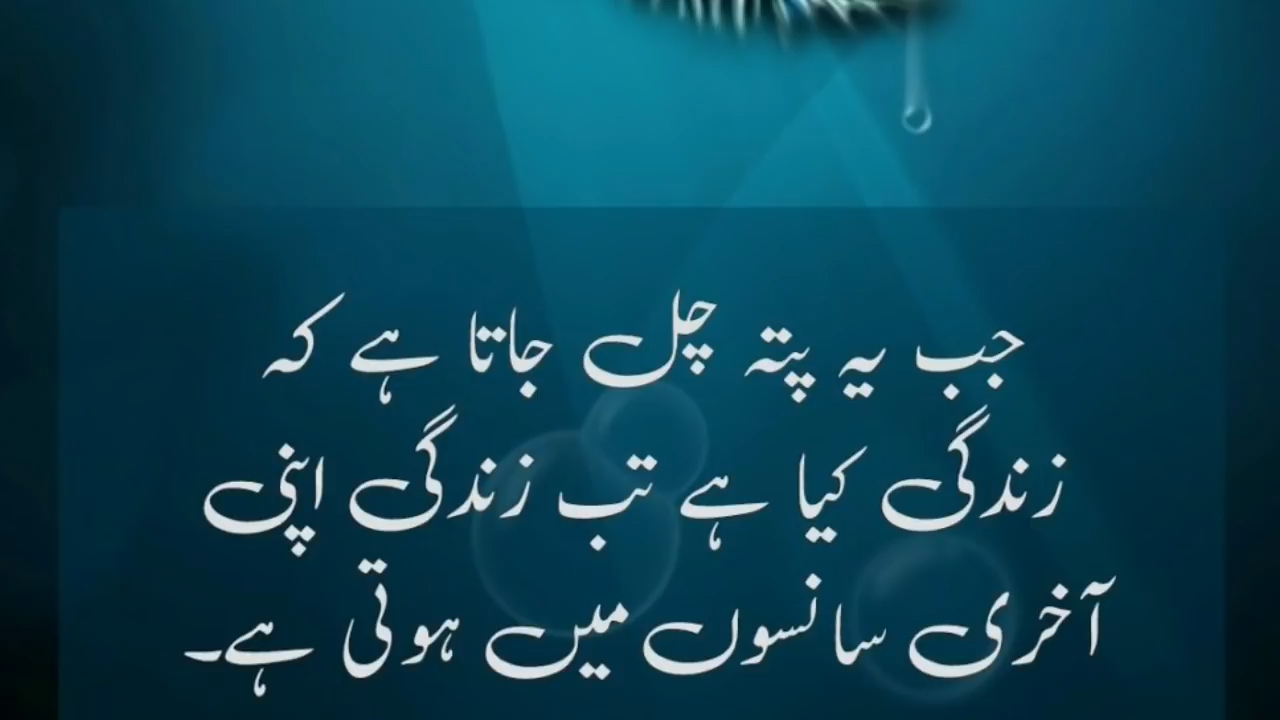 جب یہ پتہ چل جاتا ہے کہ
زندگی کیا ہے تب زندگی اپنی
آخری سانسوں میں ہوتی ہے۔